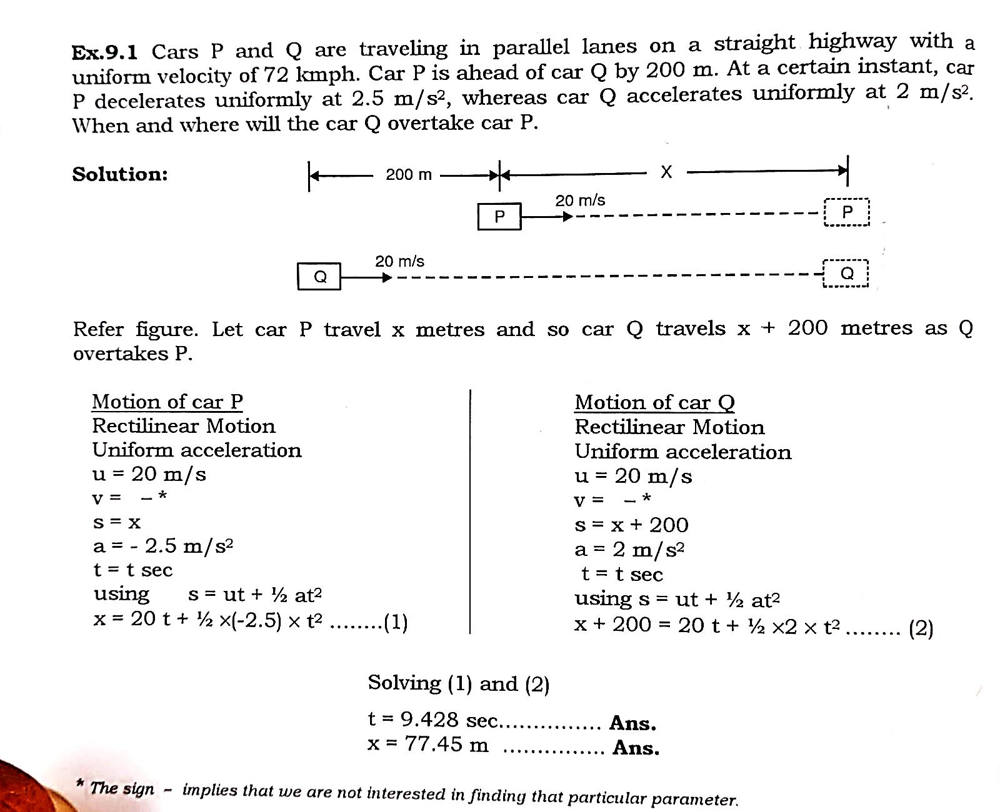 Ex.9.1 Cars P and Q are traveling in parallel lanes on a straight highway with a
uniform velocity of 72 kmph. Car P is ahead of car Q by 200 m. At a certain instant, car
P decelerates uniformly at 2.5 m/s², whereas car Q accelerates uniformly at 2 m/s².
When and where will the car Q overtake car P.
Solution:
200 m
X
20 m/s
P
P
20 m/s
Q
Q
Refer figure. Let car P travel x metres and so car Q travels x + 200 metres as Q
overtakes P.
Motion of car P
Rectilinear Motion
Uniform acceleration
u = 20 m/s
v = – *
s = x
a = - 2.5 m/s²
t = t sec
using s = ut + ½ at²
x = 20 t + ½ ×(-2.5) × t² ........(1)
Motion of car Q
Rectilinear Motion
Uniform acceleration
u = 20 m/s
v = – *
s = x + 200
a = 2 m/s²
t = t sec
using s = ut + ½ at²
x + 200 = 20 t + ½ ×2 × t² ........ (2)
Solving (1) and (2)
t = 9.428 sec............... Ans.
x = 77.45 m ............... Ans.
* The sign – implies that we are not interested in finding that particular parameter.